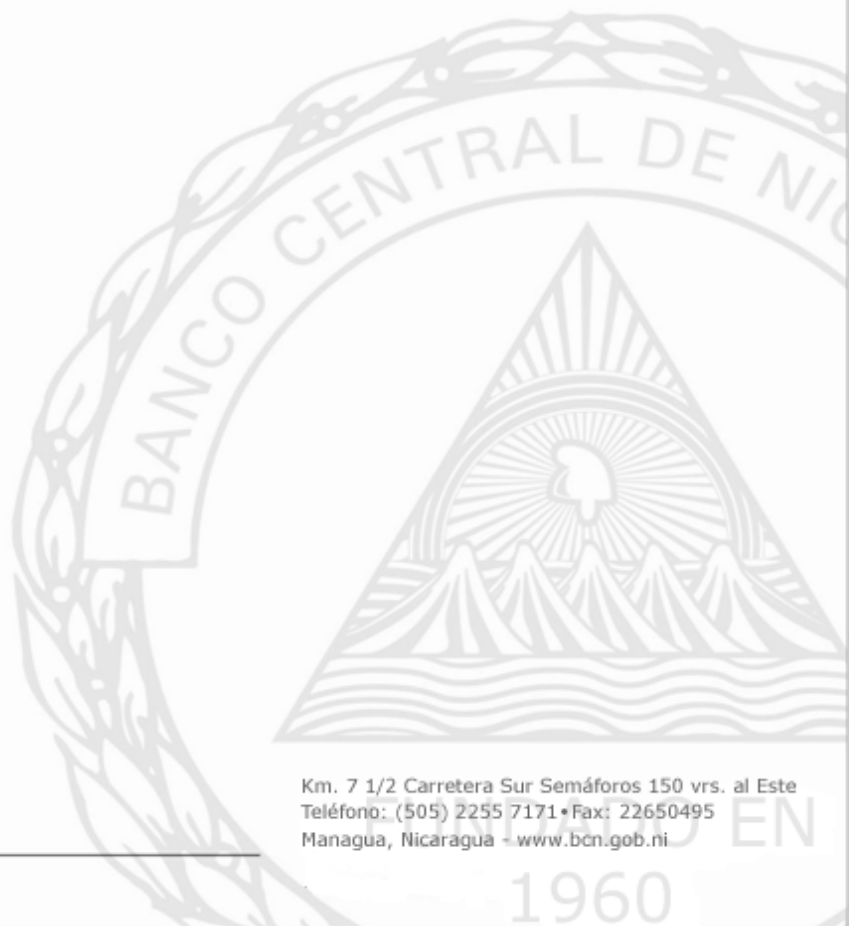 BANCO CENTRAL DE NIC
Km. 7 1/2 Carretera Sur Semáforos 150 vrs. al Este
Teléfono: (505) 2255 7171•Fax: 22650495
Managua, Nicaragua - www.bcn.gob.ni
FUNDADO EN
1960